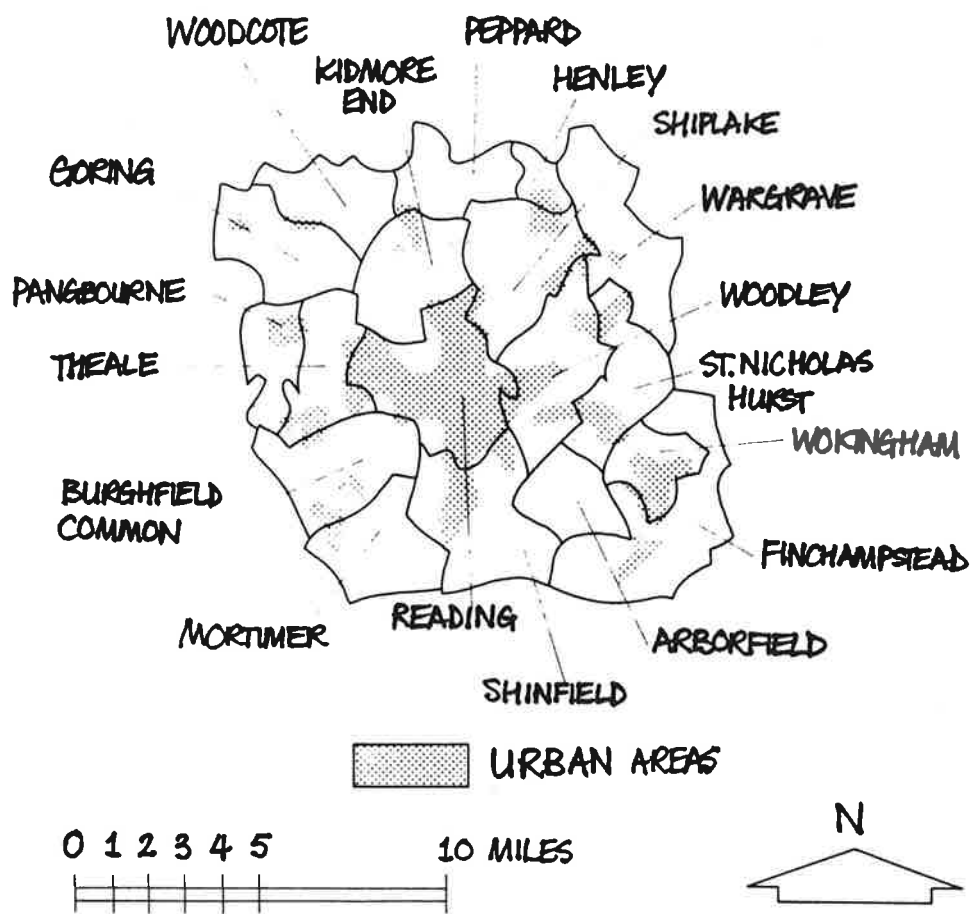 WOODCOTE
PEPPARD
KIDMORE
END
HENLEY
SHIPLAKE
GORING
WARGRAVE
PANGBOURNE
WOODLEY
THEALE
ST. NICHOLAS
HURST
WOKINGHAM
BURGHFIELD
COMMON
FINCHAMPSTEAD
READING
MORTIMER
ARBORFIELD
SHINFIELD
URBAN AREAS
0 1 2 3 4 5 10 MILES
N